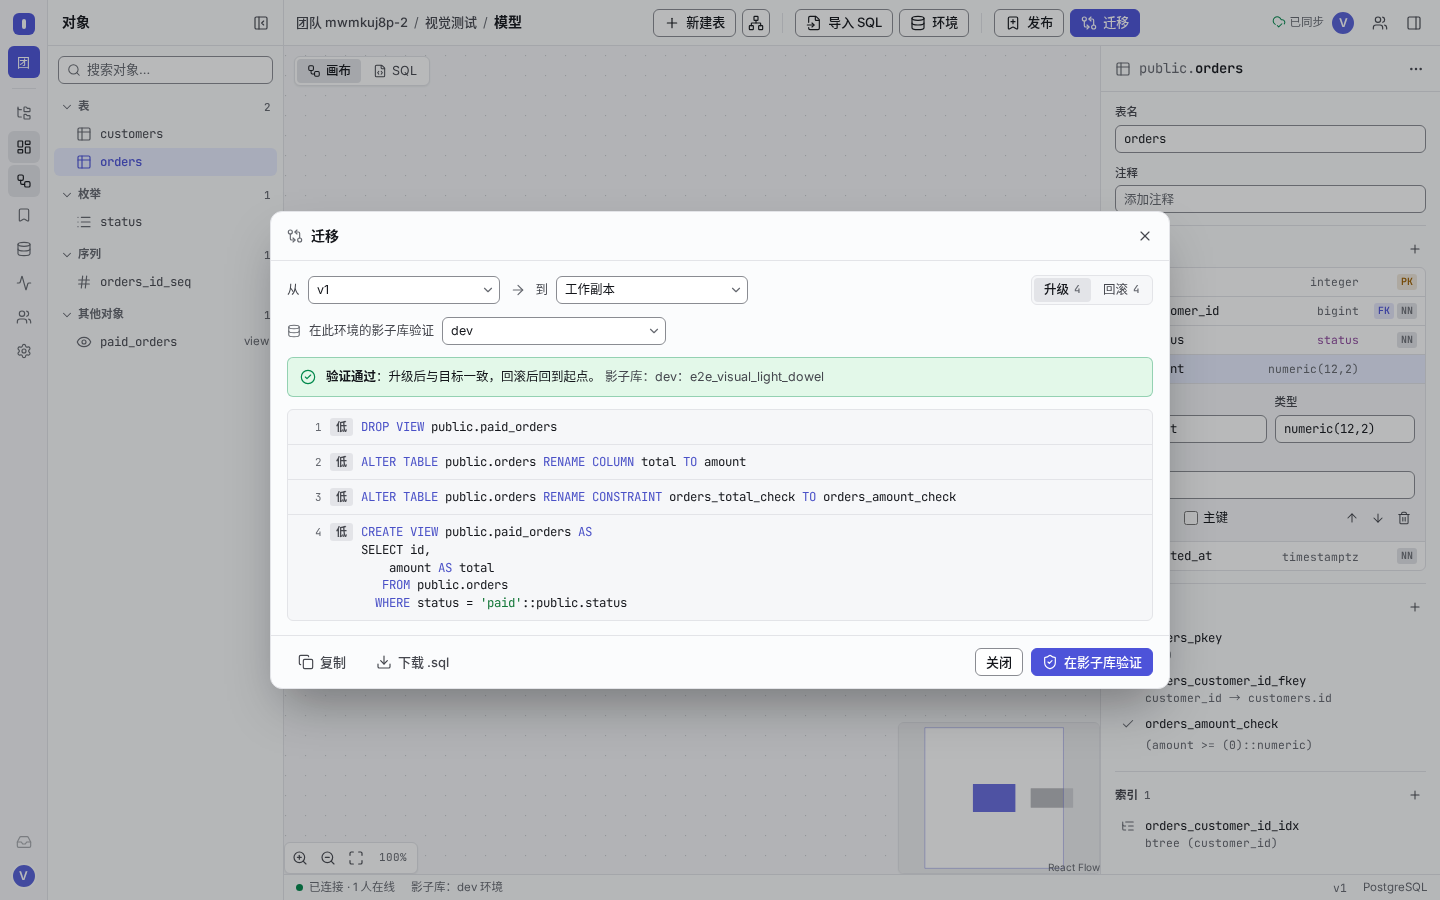 对象
团队 mwmkuj8p-2 / 视觉测试 / 模型
新建表
导入 SQL
环境
发布
迁移
已同步
V
团
搜索对象...
表 2
customers
orders
枚举 1
status
序列 1
orders_id_seq
其他对象 1
paid_orders view
V
画布
SQL
public.orders
表名
orders
注释
添加注释
integer PK
omer_id bigint FK NN
us status NN
nt numeric(12,2)
类型
t numeric(12,2)
主键
ted_at timestamptz NN
ers_pkey
ers_customer_id_fkey
customer_id → customers.id
orders_amount_check
(amount >= (0)::numeric)
索引 1
orders_customer_id_idx
btree (customer_id)
迁移
从 v1 → 到 工作副本
升级 4 回滚 4
在此环境的影子库验证 dev
验证通过：升级后与目标一致，回滚后回到起点。 影子库：dev：e2e_visual_light_dowel
1 低 DROP VIEW public.paid_orders
2 低 ALTER TABLE public.orders RENAME COLUMN total TO amount
3 低 ALTER TABLE public.orders RENAME CONSTRAINT orders_total_check TO orders_amount_check
4 低 CREATE VIEW public.paid_orders AS
SELECT id,
amount AS total
FROM public.orders
WHERE status = 'paid'::public.status
复制
下载 .sql
关闭
在影子库验证
100%
React Flow
已连接 · 1 人在线 影子库：dev 环境
v1 PostgreSQL